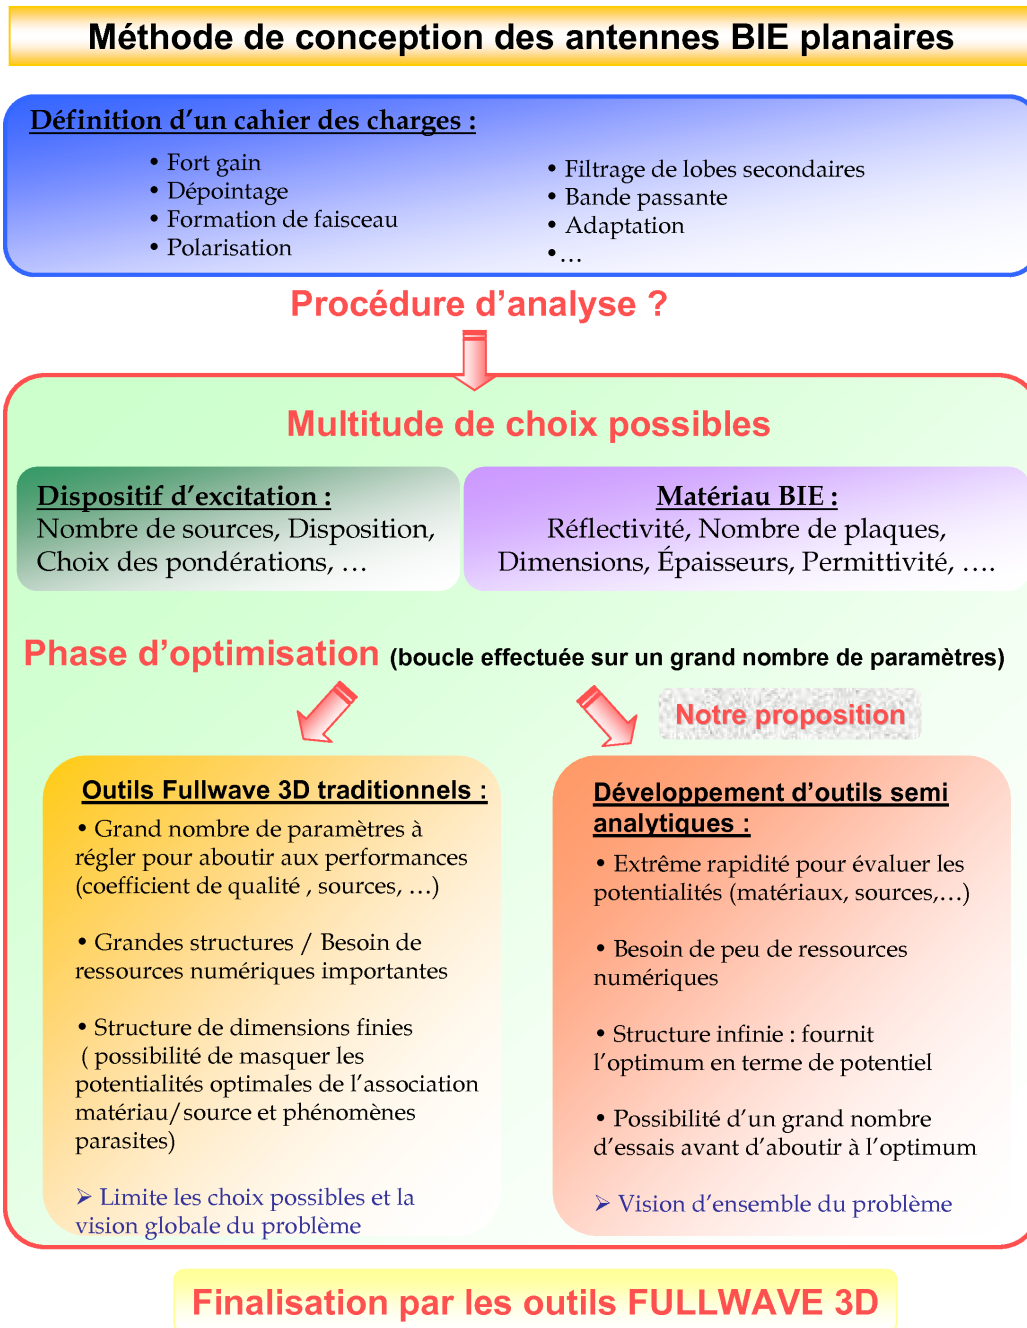 Méthode de conception des antennes BIE planaires
Définition d’un cahier des charges :
• Fort gain
• Dépointage
• Formation de faisceau
• Polarisation
• Filtrage de lobes secondaires
• Bande passante
• Adaptation
•…
Procédure d’analyse ?
Multitude de choix possibles
Dispositif d’excitation :
Nombre de sources, Disposition,
Choix des pondérations, …
Matériau BIE :
Réflectivité, Nombre de plaques,
Dimensions, Épaisseurs, Permittivité, ….
Phase d’optimisation (boucle effectuée sur un grand nombre de paramètres)
Notre proposition
Outils Fullwave 3D traditionnels :
• Grand nombre de paramètres à
régler pour aboutir aux performances
(coefficient de qualité , sources, …)
• Grandes structures / Besoin de
ressources numériques importantes
• Structure de dimensions finies
( possibilité de masquer les
potentialités optimales de l’association
matériau/source et phénomènes
parasites)
➢ Limite les choix possibles et la
vision globale du problème
Développement d’outils semi
analytiques :
• Extrême rapidité pour évaluer les
potentialités (matériaux, sources,…)
• Besoin de peu de ressources
numériques
• Structure infinie : fournit
l’optimum en terme de potentiel
• Possibilité d’un grand nombre
d’essais avant d’aboutir à l’optimum
➢ Vision d’ensemble du problème
Finalisation par les outils FULLWAVE 3D